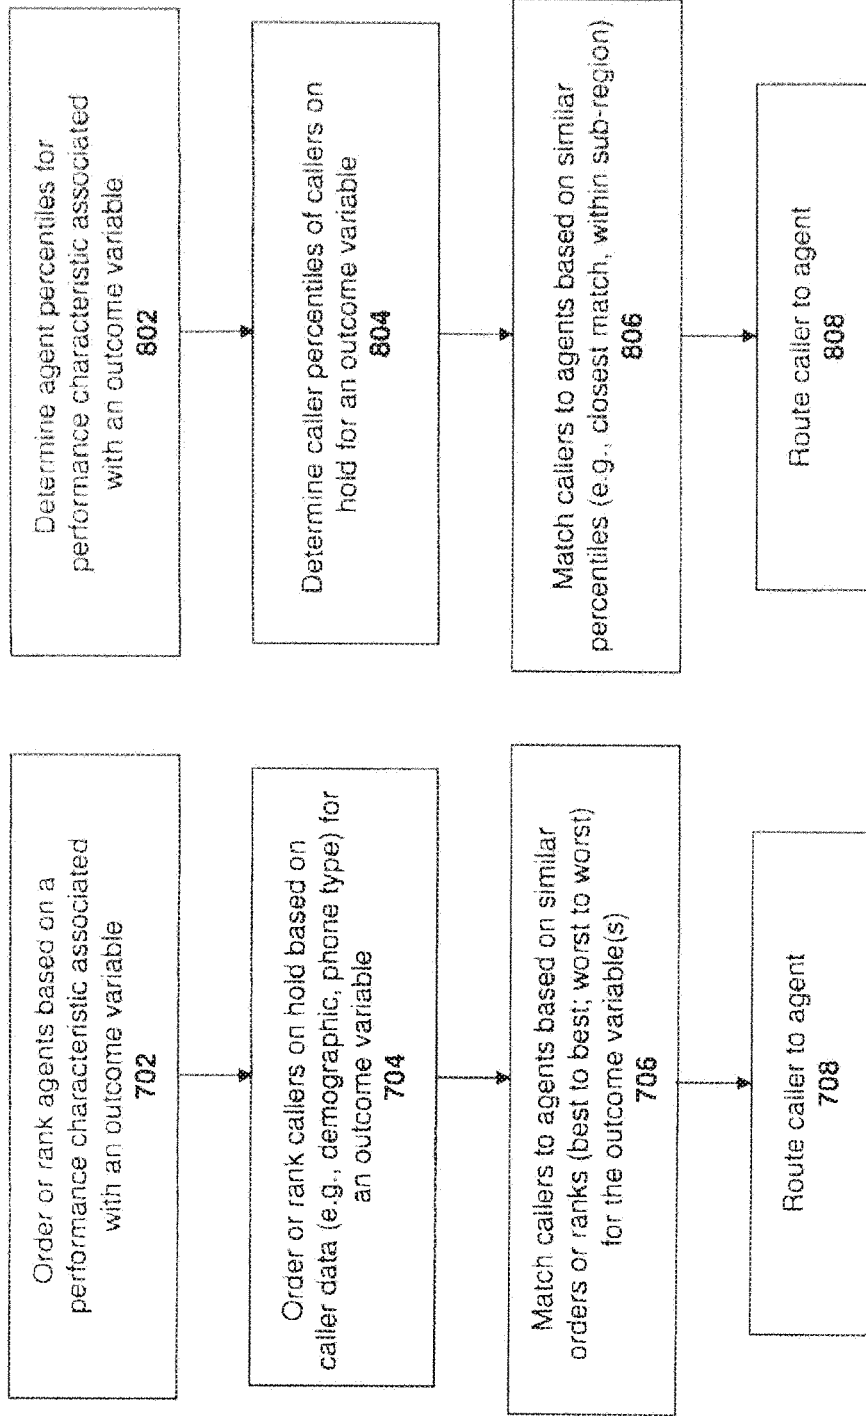 Order or rank agents based on a
performance characteristic associated
with an outcome variable
702
Order or rank callers on hold based on
caller data (e.g., demographic, phone type) for
an outcome variable
704
Match callers to agents based on similar
orders or ranks (best to best; worst to worst)
for the outcome variable(s)
706
Route caller to agent
708
Determine agent percentiles for
performance characteristic associated
with an outcome variable
802
Determine caller percentiles of callers on
hold for an outcome variable
804
Match callers to agents based on similar
percentiles (e.g., closest match, within sub-region)
806
Route caller to agent
808